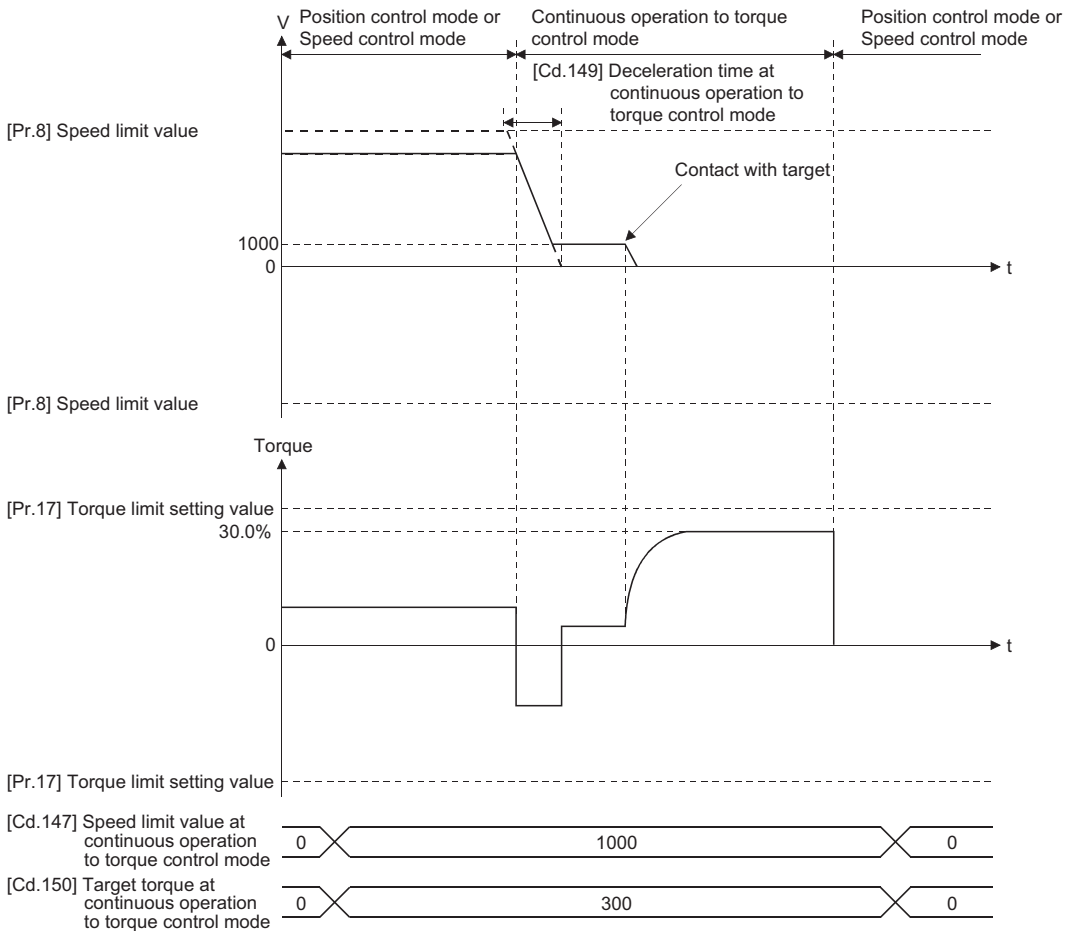 V
Position control mode or
Speed control mode
Continuous operation to torque
control mode
Position control mode or
Speed control mode
[Cd.149] Deceleration time at
continuous operation to
torque control mode
[Pr.8] Speed limit value
Contact with target
1000
0
t
[Pr.8] Speed limit value
Torque
[Pr.17] Torque limit setting value
30.0%
0
t
[Pr.17] Torque limit setting value
[Cd.147] Speed limit value at
continuous operation
to torque control mode
0
1000
0
[Cd.150] Target torque at
continuous operation
to torque control mode
0
300
0